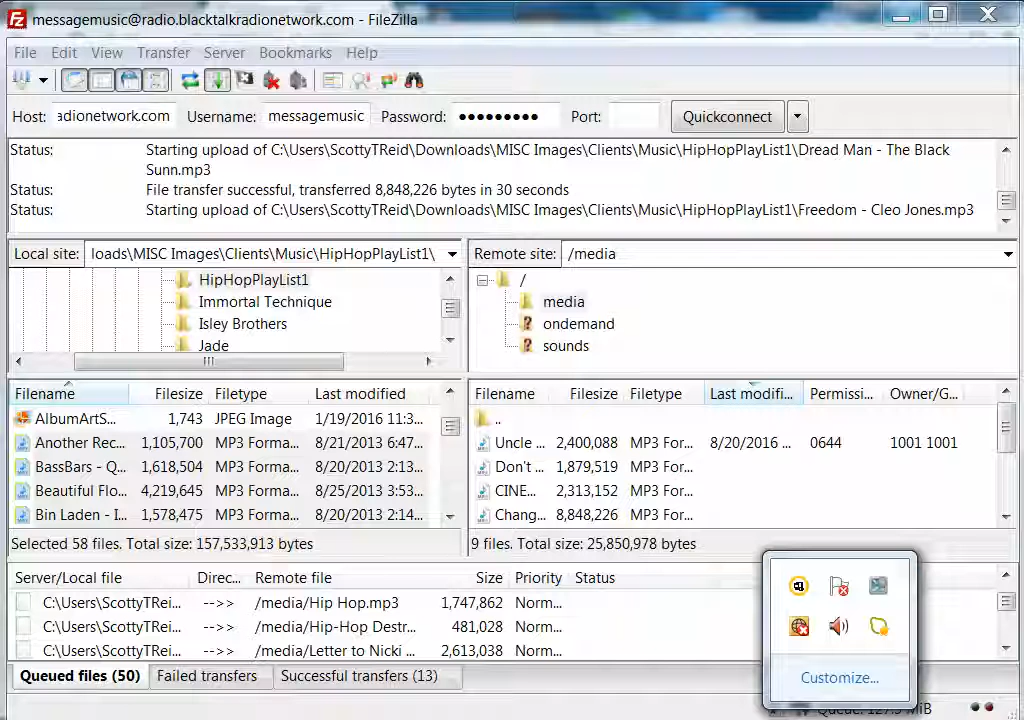 messagemusic@radio.blacktalkradionetwork.com - FileZilla
File Edit View Transfer Server Bookmarks Help
Host: adionetwork.com Username: messagemusic Password: ●●●●●●●●● Port: Quickconnect
Status: Starting upload of C:\Users\ScottyTReid\Downloads\MISC Images\Clients\Music\HipHopPlayList1\Dread Man - The Black
Sunn.mp3
Status: File transfer successful, transferred 8,848,226 bytes in 30 seconds
Status: Starting upload of C:\Users\ScottyTReid\Downloads\MISC Images\Clients\Music\HipHopPlayList1\Freedom - Cleo Jones.mp3
Local site: loads\MISC Images\Clients\Music\HipHopPlayList1\
HipHopPlayList1
Immortal Technique
Isley Brothers
Jade
Remote site: /media
/
media
ondemand
sounds
Filename Filesize Filetype Last modified
AlbumArtS... 1,743 JPEG Image 1/19/2016 11:3...
Another Rec... 1,105,700 MP3 Forma... 8/21/2013 6:47...
BassBars - Q... 1,618,504 MP3 Forma... 8/20/2013 2:13...
Beautiful Flo... 4,219,645 MP3 Forma... 8/25/2013 3:53...
Bin Laden - I... 1,578,475 MP3 Forma... 8/20/2013 2:14...
Selected 58 files. Total size: 157,533,913 bytes
Filename Filesize Filetype Last modifi... Permissi... Owner/G...
..
Uncle ... 2,400,088 MP3 For... 8/20/2016 ... 0644 1001 1001
Don't ... 1,879,519 MP3 For...
CINE... 2,313,152 MP3 For...
Chang... 8,848,226 MP3 For...
9 files. Total size: 25,850,978 bytes
Server/Local file Direc... Remote file Size Priority Status
C:\Users\ScottyTRei... -->> /media/Hip Hop.mp3 1,747,862 Norm...
C:\Users\ScottyTRei... -->> /media/Hip-Hop Destr... 481,028 Norm...
C:\Users\ScottyTRei... -->> /media/Letter to Nicki ... 2,613,038 Norm...
Queued files (50) Failed transfers Successful transfers (13)
Customize...
MiB